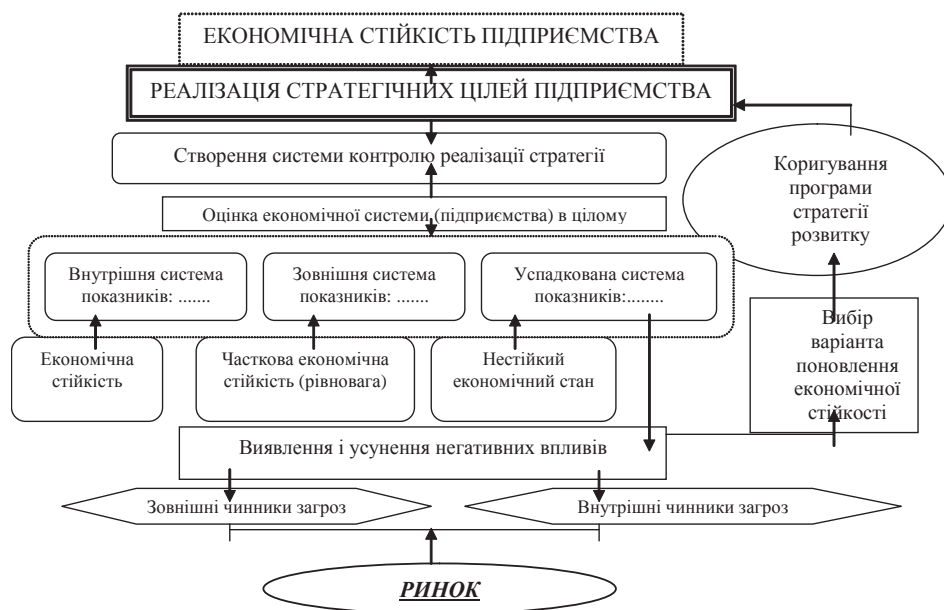 ЕКОНОМІЧНА СТІЙКІСТЬ ПІДПРИЄМСТВА
РЕАЛІЗАЦІЯ СТРАТЕГІЧНИХ ЦІЛЕЙ ПІДПРИЄМСТВА
Створення системи контролю реалізації стратегії
Оцінка економічної системи (підприємства) в цілому
Коригування
програми
стратегії
розвитку
Внутрішня система
показників: .......
Зовнішня система
показників: .......
Успадкована система
показників:........
Економічна
стійкість
Часткова економічна
стійкість (рівновага)
Нестійкий
економічний стан
Вибір
варіанта
поновлення
економічної
стійкості
Виявлення і усунення негативних впливів
Зовнішні чинники загроз
Внутрішні чинники загроз
РИНОК